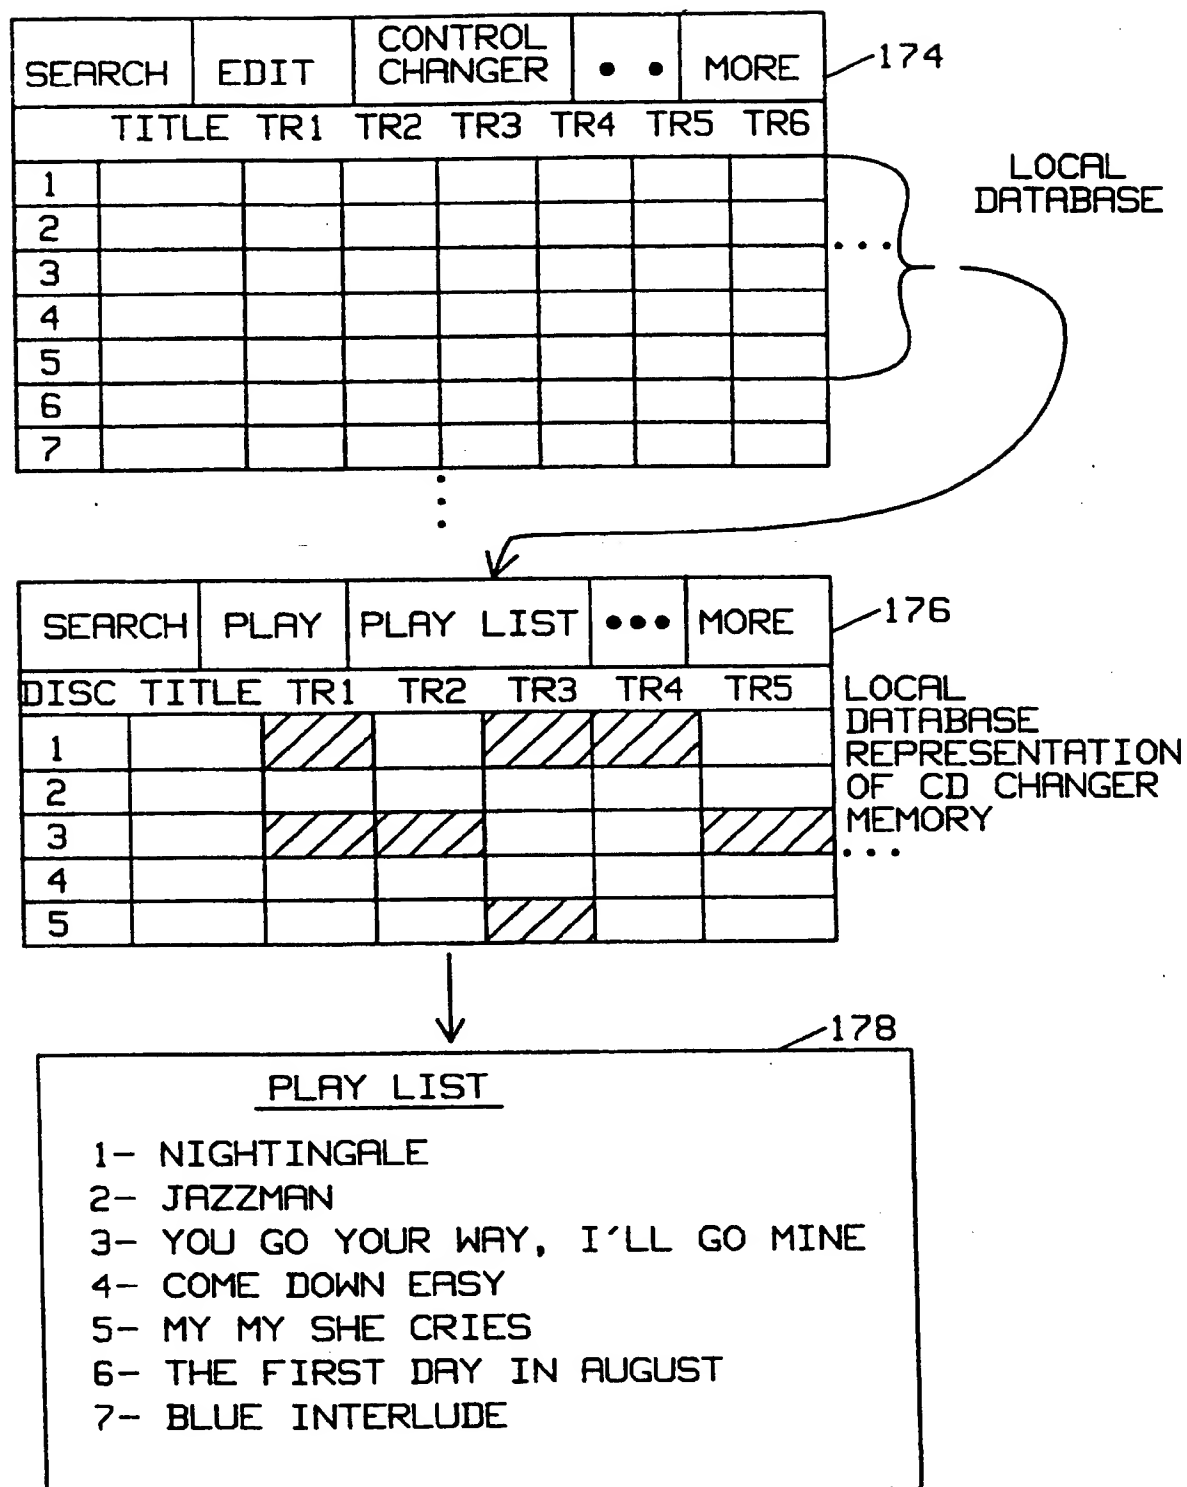 SEARCH EDIT CONTROL CHANGER • • MORE 174
TITLE TR1 TR2 TR3 TR4 TR5 TR6
1
2
3
4
5
6
7
LOCAL
DATABASE
SEARCH PLAY PLAY LIST ••• MORE 176
DISC TITLE TR1 TR2 TR3 TR4 TR5
1
2
3
4
5
LOCAL
DATABASE
REPRESENTATION
OF CD CHANGER
MEMORY
...
178
PLAY LIST
1- NIGHTINGALE
2- JAZZMAN
3- YOU GO YOUR WAY, I'LL GO MINE
4- COME DOWN EASY
5- MY MY SHE CRIES
6- THE FIRST DAY IN AUGUST
7- BLUE INTERLUDE